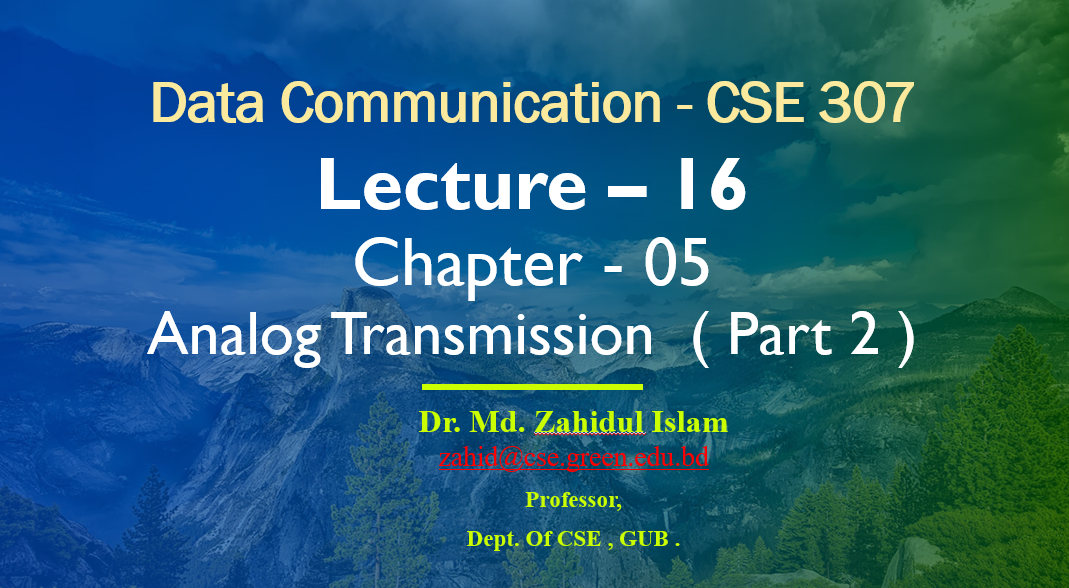 Data Communication - CSE 307
Lecture – 16
Chapter - 05
Analog Transmission ( Part 2 )
Dr. Md. Zahidul Islam
zahid@cse.green.edu.bd
Professor,
Dept. Of CSE , GUB .